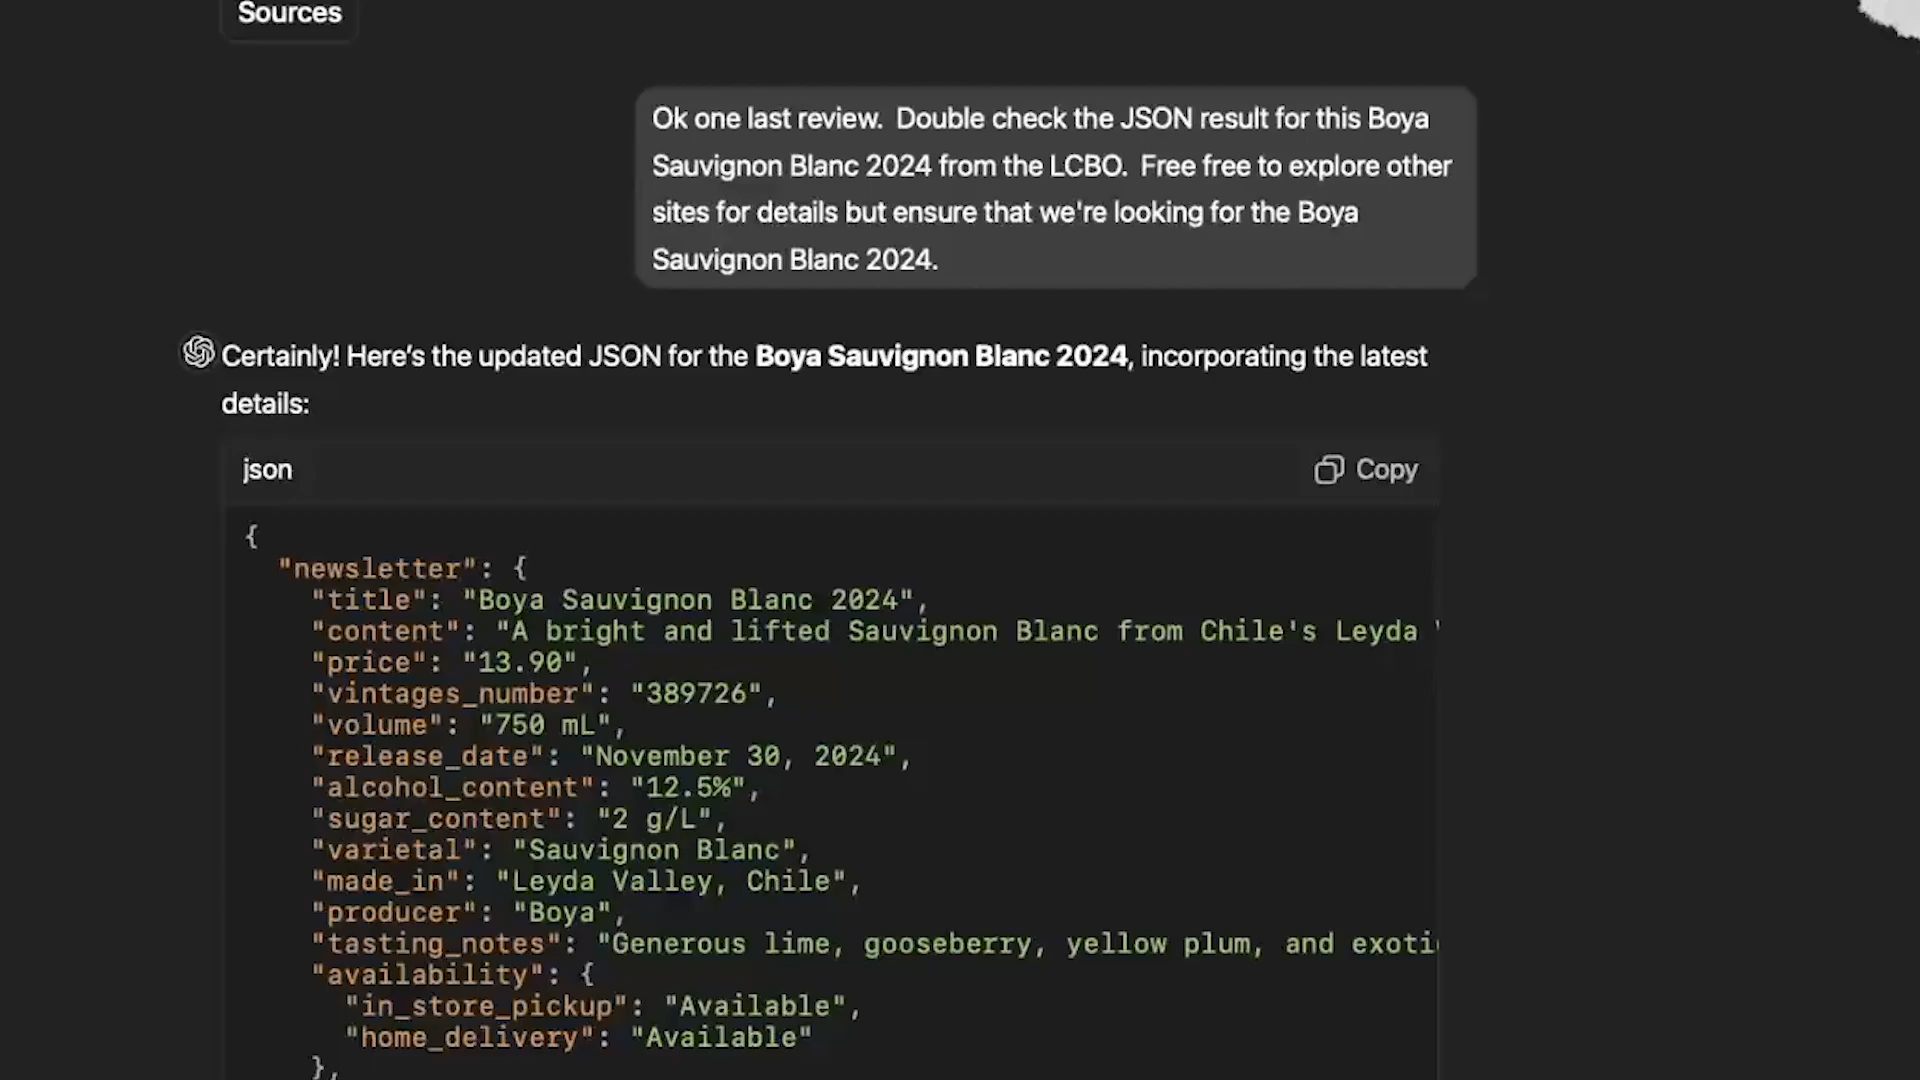 Sources
Ok one last review.  Double check the JSON result for this Boya
Sauvignon Blanc 2024 from the LCBO.  Free free to explore other
sites for details but ensure that we're looking for the Boya
Sauvignon Blanc 2024.
Certainly! Here’s the updated JSON for the Boya Sauvignon Blanc 2024, incorporating the latest
details:
json Copy
{
"newsletter": {
"title": "Boya Sauvignon Blanc 2024",
"content": "A bright and lifted Sauvignon Blanc from Chile's Leyda
"price": "13.90",
"vintages_number": "389726",
"volume": "750 mL",
"release_date": "November 30, 2024",
"alcohol_content": "12.5%",
"sugar_content": "2 g/L",
"varietal": "Sauvignon Blanc",
"made_in": "Leyda Valley, Chile",
"producer": "Boya",
"tasting_notes": "Generous lime, gooseberry, yellow plum, and exoti
"availability": {
"in_store_pickup": "Available",
"home_delivery": "Available"
},